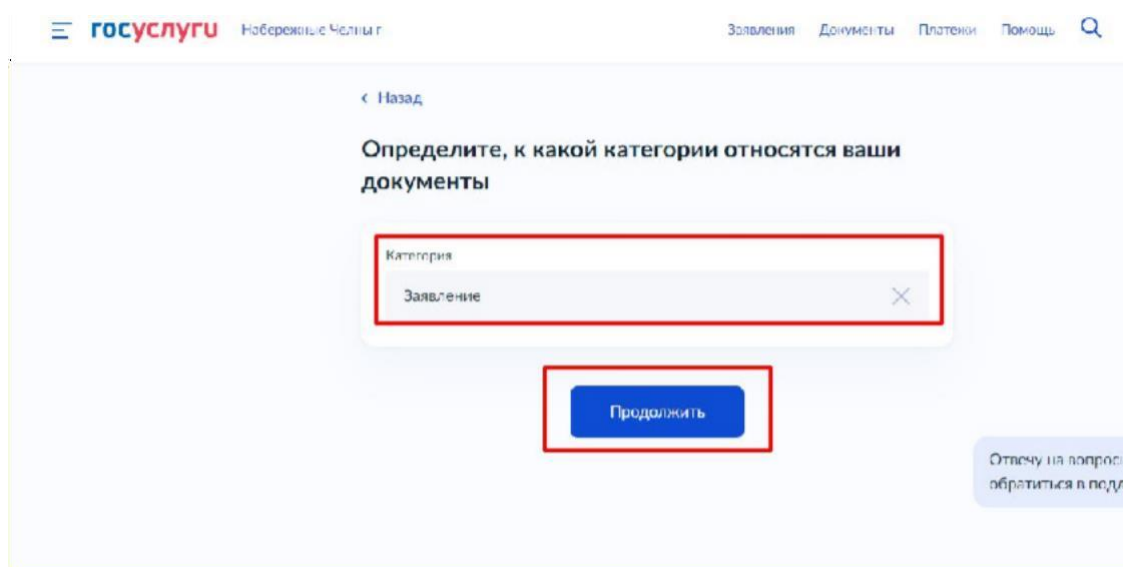 госуслуги Набережные Челны г Заявления Документы Платежи Помощь
Назад
Определите, к какой категории относятся ваши
документы
Категория
Заявление
Продолжить
Отвечу на вопрос
обратиться в подд